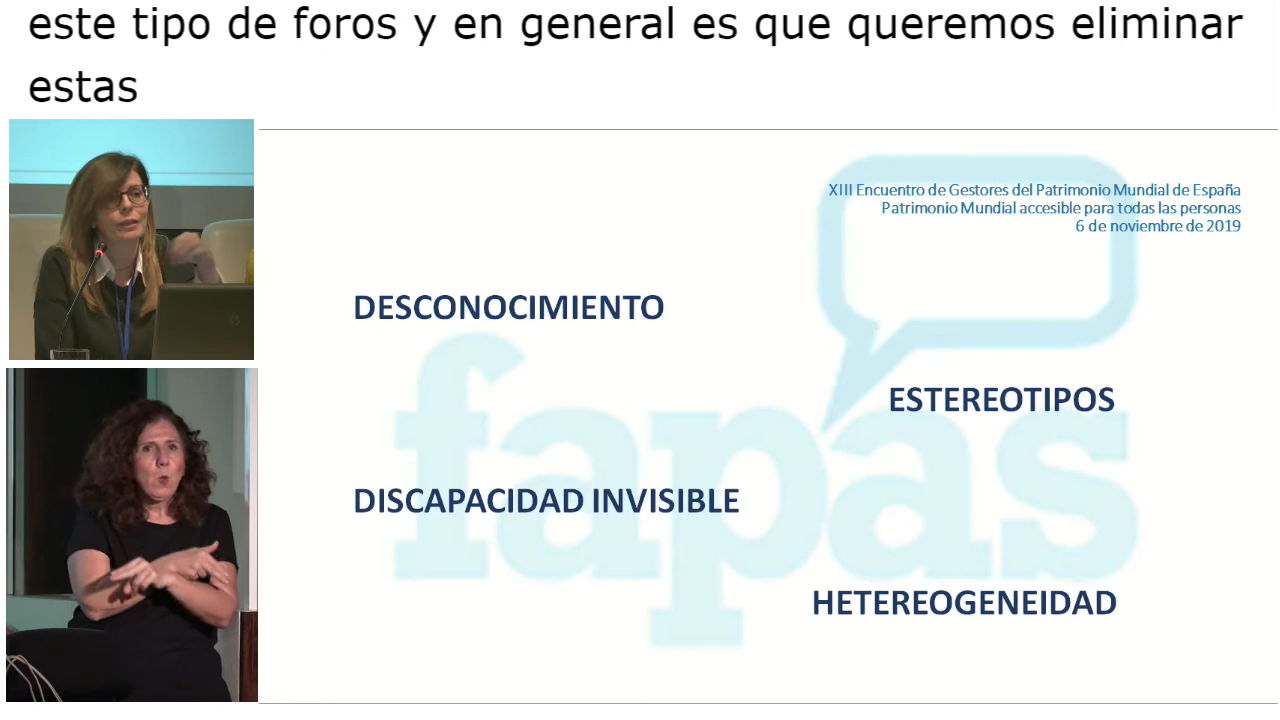 este tipo de foros y en general es que queremos eliminar
estas
XIII Encuentro de Gestores del Patrimonio Mundial de España
Patrimonio Mundial accesible para todas las personas
6 de noviembre de 2019
DESCONOCIMIENTO
ESTEREOTIPOS
DISCAPACIDAD INVISIBLE
HETEREOGENEIDAD
fapas